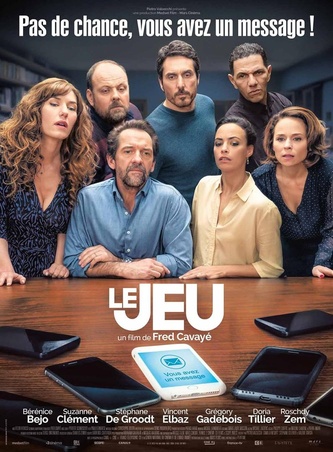 Pas de chance, vous avez un message !
LE JEU
un film de Fred Cavayé
Vous avez
un message
Bérénice Bejo
Suzanne Clément
Stéphane De Groodt
Vincent Elbaz
Grégory Gadebois
Doria Tillier
Roschdy Zem